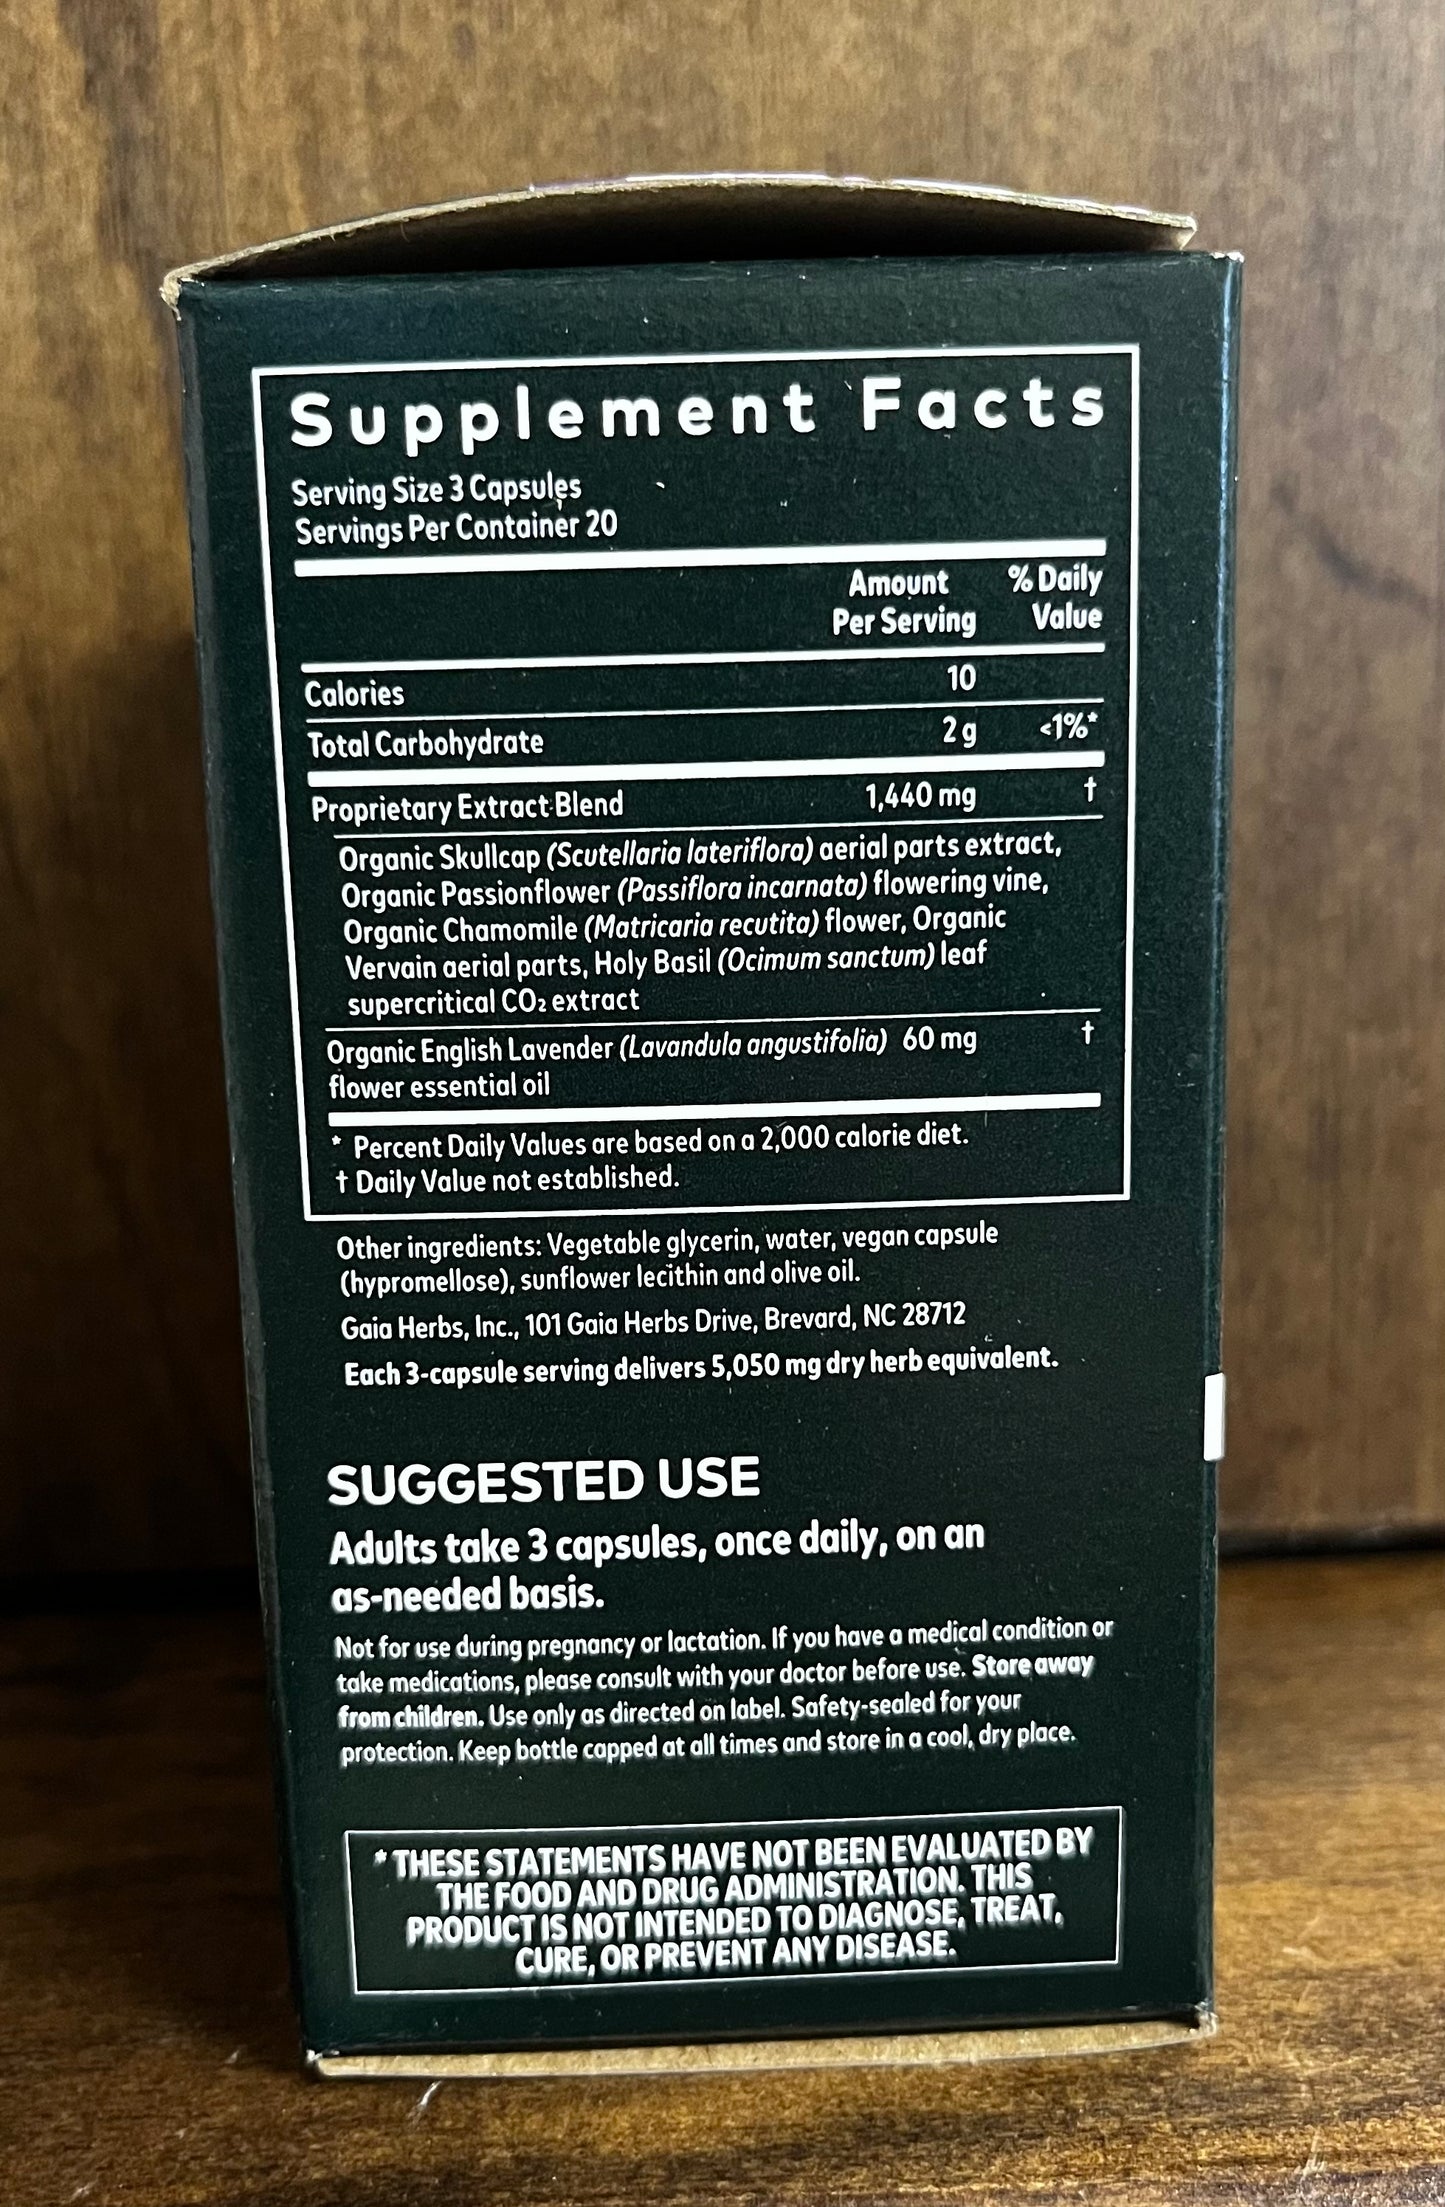 Supplement Facts
Serving Size 3 Capsules
Servings Per Container 20
Amount Per Serving % Daily Value
Calories 10
Total Carbohydrate 2 g <1%*
Proprietary Extract Blend 1,440 mg †
Organic Skullcap (Scutellaria lateriflora) aerial parts extract,
Organic Passionflower (Passiflora incarnata) flowering vine,
Organic Chamomile (Matricaria recutita) flower, Organic
Vervain aerial parts, Holy Basil (Ocimum sanctum) leaf
supercritical CO₂ extract
Organic English Lavender (Lavandula angustifolia) 60 mg †
flower essential oil
* Percent Daily Values are based on a 2,000 calorie diet.
† Daily Value not established.
Other ingredients: Vegetable glycerin, water, vegan capsule
(hypromellose), sunflower lecithin and olive oil.
Gaia Herbs, Inc., 101 Gaia Herbs Drive, Brevard, NC 28712
Each 3-capsule serving delivers 5,050 mg dry herb equivalent.
SUGGESTED USE
Adults take 3 capsules, once daily, on an
as-needed basis.
Not for use during pregnancy or lactation. If you have a medical condition or
take medications, please consult with your doctor before use. Store away
from children. Use only as directed on label. Safety-sealed for your
protection. Keep bottle capped at all times and store in a cool, dry place.
* THESE STATEMENTS HAVE NOT BEEN EVALUATED BY
THE FOOD AND DRUG ADMINISTRATION. THIS
PRODUCT IS NOT INTENDED TO DIAGNOSE, TREAT,
CURE, OR PREVENT ANY DISEASE.